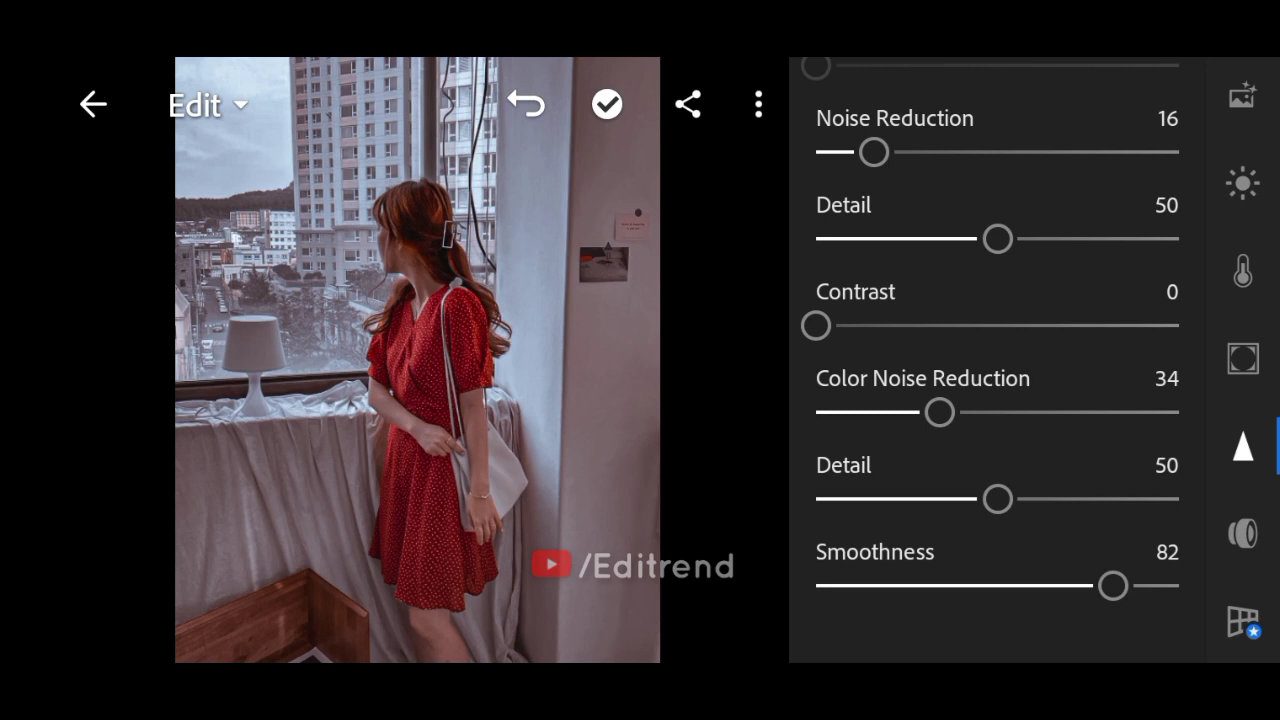 Edit
Noise Reduction 16
Detail 50
Contrast 0
Color Noise Reduction 34
Detail 50
Smoothness 82
/Editrend